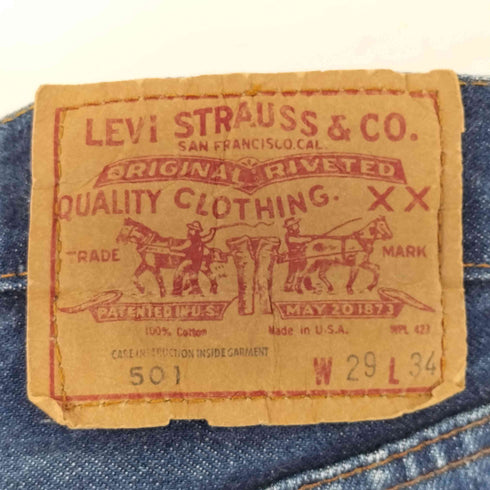 LEVI STRAUSS & CO.
SAN FRANCISCO, CAL.
ORIGINAL RIVETED
QUALITY CLOTHING. XX
TRADE MARK
PATENTED IN U.S. MAY 20 1873
100% Cotton Made in U.S.A. WPL 423
CARE INSTRUCTION INSIDE GARMENT
501 W 29 L 34